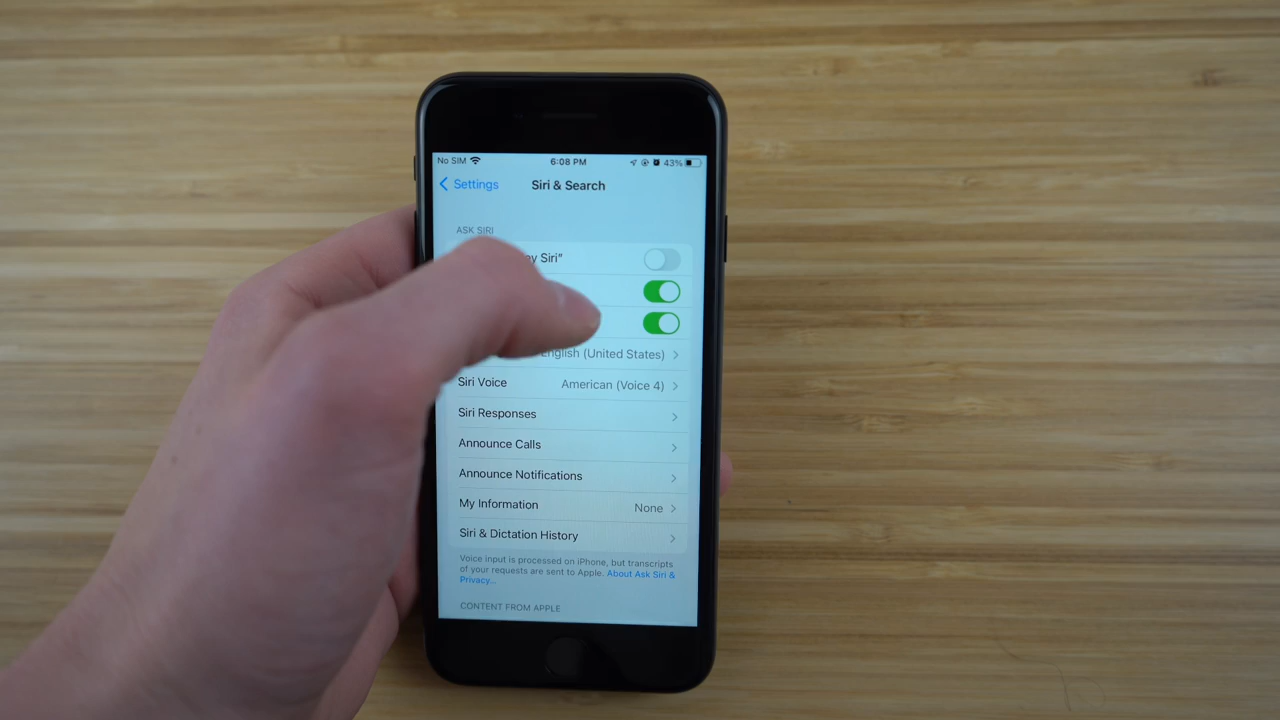 No SIM 6:08 PM 43%
Settings Siri & Search
ASK SIRI
Siri”
English (United States)
Siri Voice American (Voice 4)
Siri Responses
Announce Calls
Announce Notifications
My Information None
Siri & Dictation History
Voice input is processed on iPhone, but transcripts
of your requests are sent to Apple. About Ask Siri &
Privacy...
CONTENT FROM APPLE